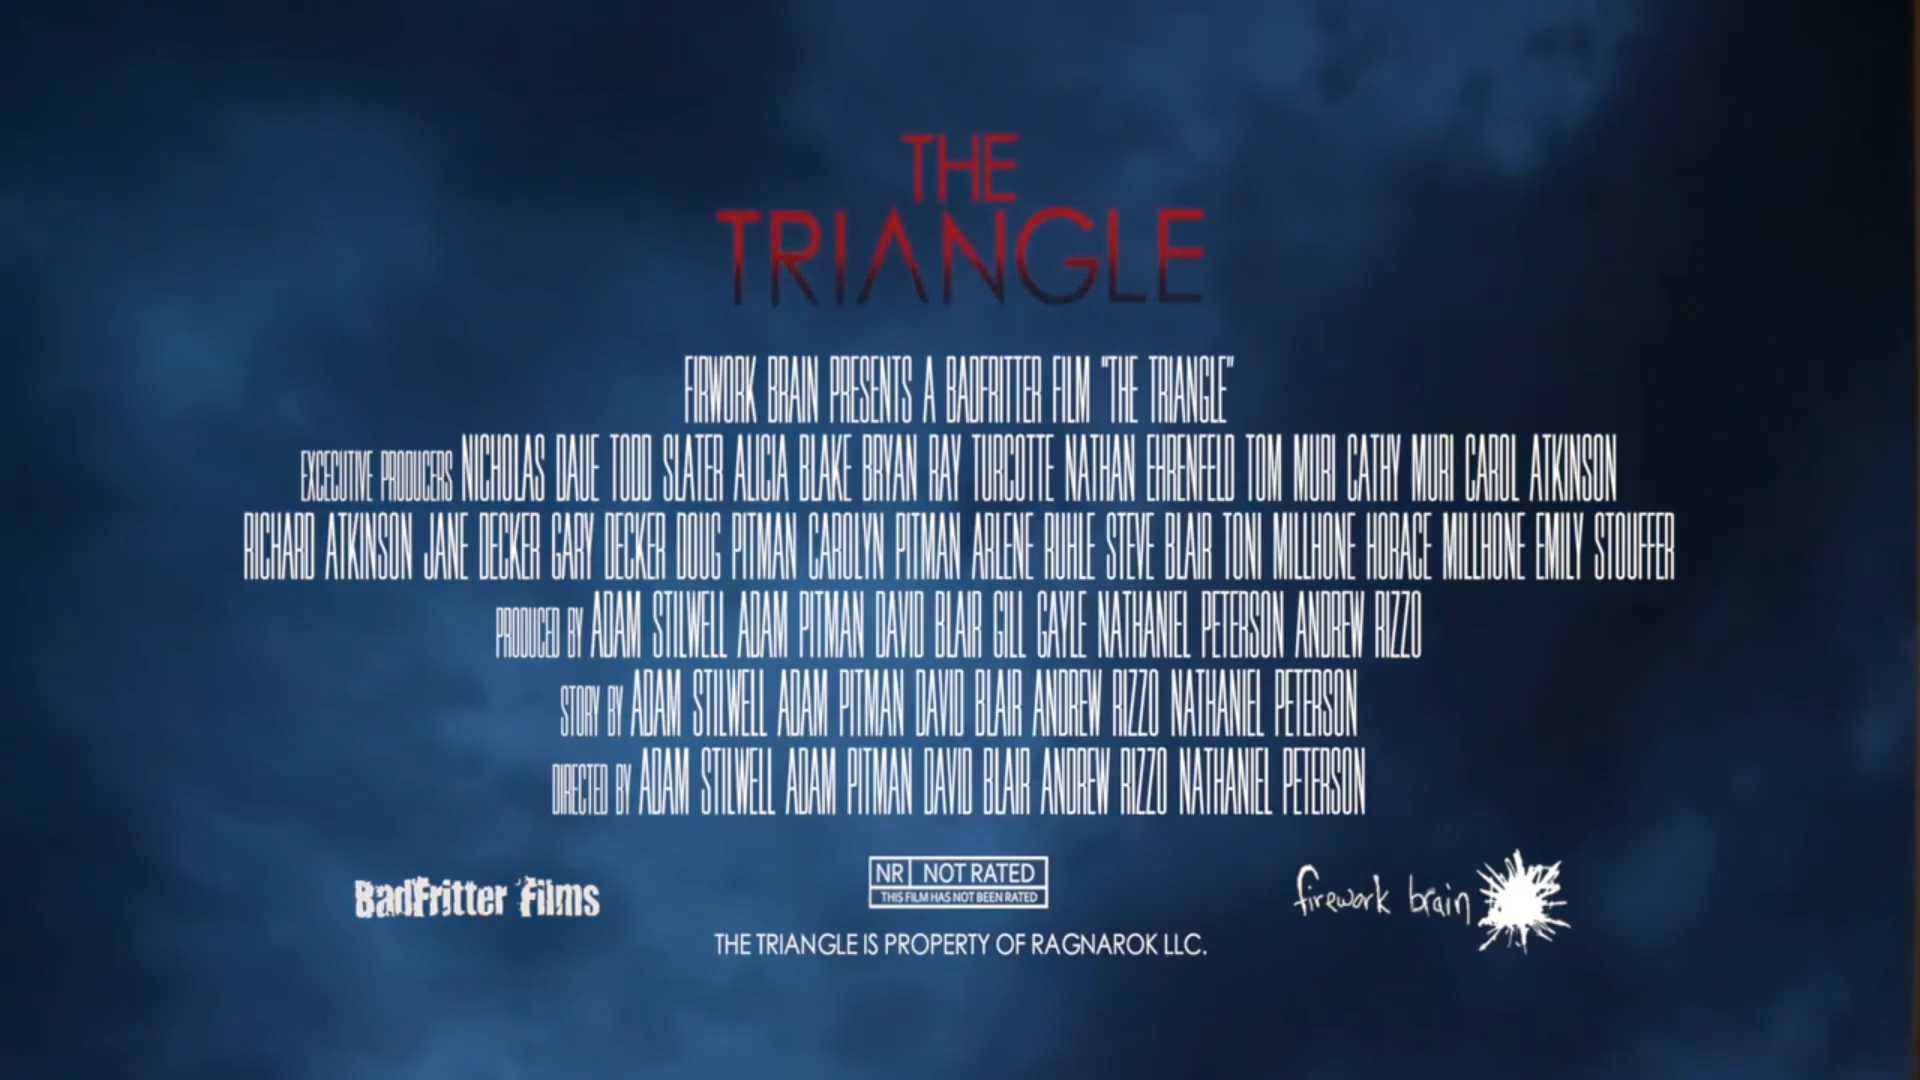 THE
TRIANGLE
FIRWORK BRAIN PRESENTS A BADFRITTER FILM "THE TRIANGLE"
EXCECUTIVE PRODUCERS NICHOLAS DAUE TODD SLATER ALICIA BLAKE BRYAN RAY TURCOTTE NATHAN EHRENFELD TOM MURI CATHY MURI CAROL ATKINSON
RICHARD ATKINSON JANE DECKER GARY DECKER DOUG PITMAN CAROLYN PITMAN ARLENE RUHLE STEVE BLAIR TONI MILLHONE HORACE MILLHONE EMILY STOUFFER
PRODUCED BY ADAM STILWELL ADAM PITMAN DAVID BLAIR GILL GAYLE NATHANIEL PETERSON ANDREW RIZZO
STORY BY ADAM STILWELL ADAM PITMAN DAVID BLAIR ANDREW RIZZO NATHANIEL PETERSON
DIRECTED BY ADAM STILWELL ADAM PITMAN DAVID BLAIR ANDREW RIZZO NATHANIEL PETERSON
BadFritter Films
NR NOT RATED
THIS FILM HAS NOT BEEN RATED
firework brain
THE TRIANGLE IS PROPERTY OF RAGNAROK LLC.